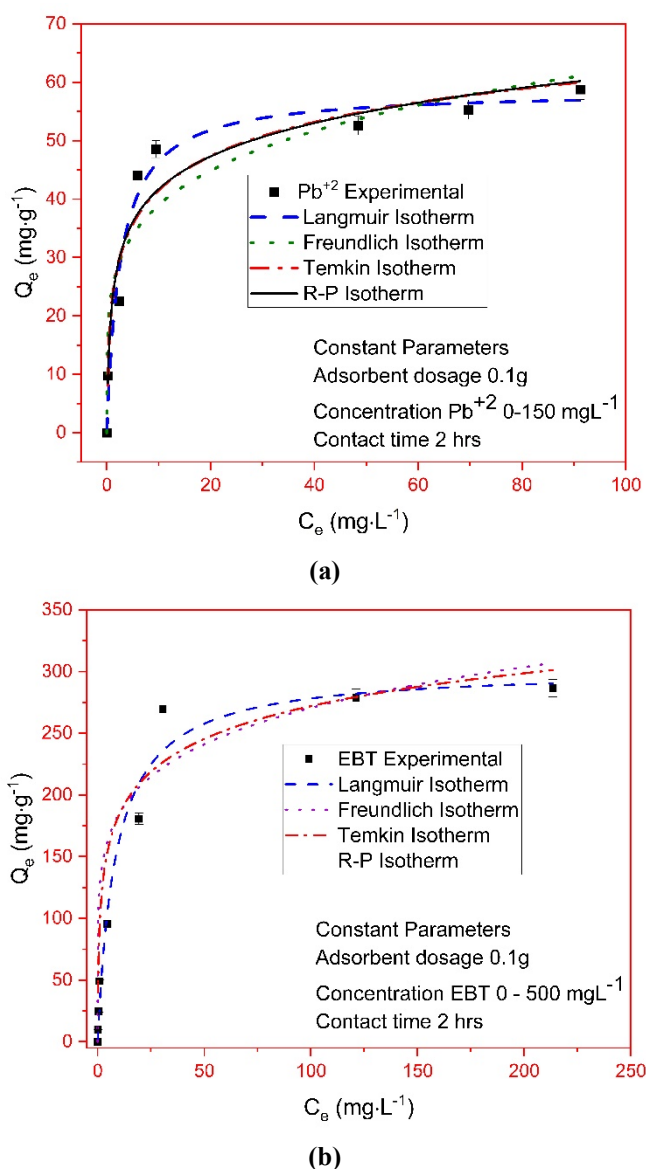 70
60
50
40
30
20
10
0
Qe (mg·g-1)
Pb+2 Experimental
Langmuir Isotherm
Freundlich Isotherm
Temkin Isotherm
R-P Isotherm
Constant Parameters
Adsorbent dosage 0.1g
Concentration Pb+2 0-150 mgL-1
Contact time 2 hrs
0 20 40 60 80 100
Ce (mg·L-1)
(a)
350
300
250
200
150
100
50
0
Qe (mg·g-1)
EBT Experimental
Langmuir Isotherm
Freundlich Isotherm
Temkin Isotherm
R-P Isotherm
Constant Parameters
Adsorbent dosage 0.1g
Concentration EBT 0 - 500 mgL-1
Contact time 2 hrs
0 50 100 150 200 250
Ce (mg·L-1)
(b)